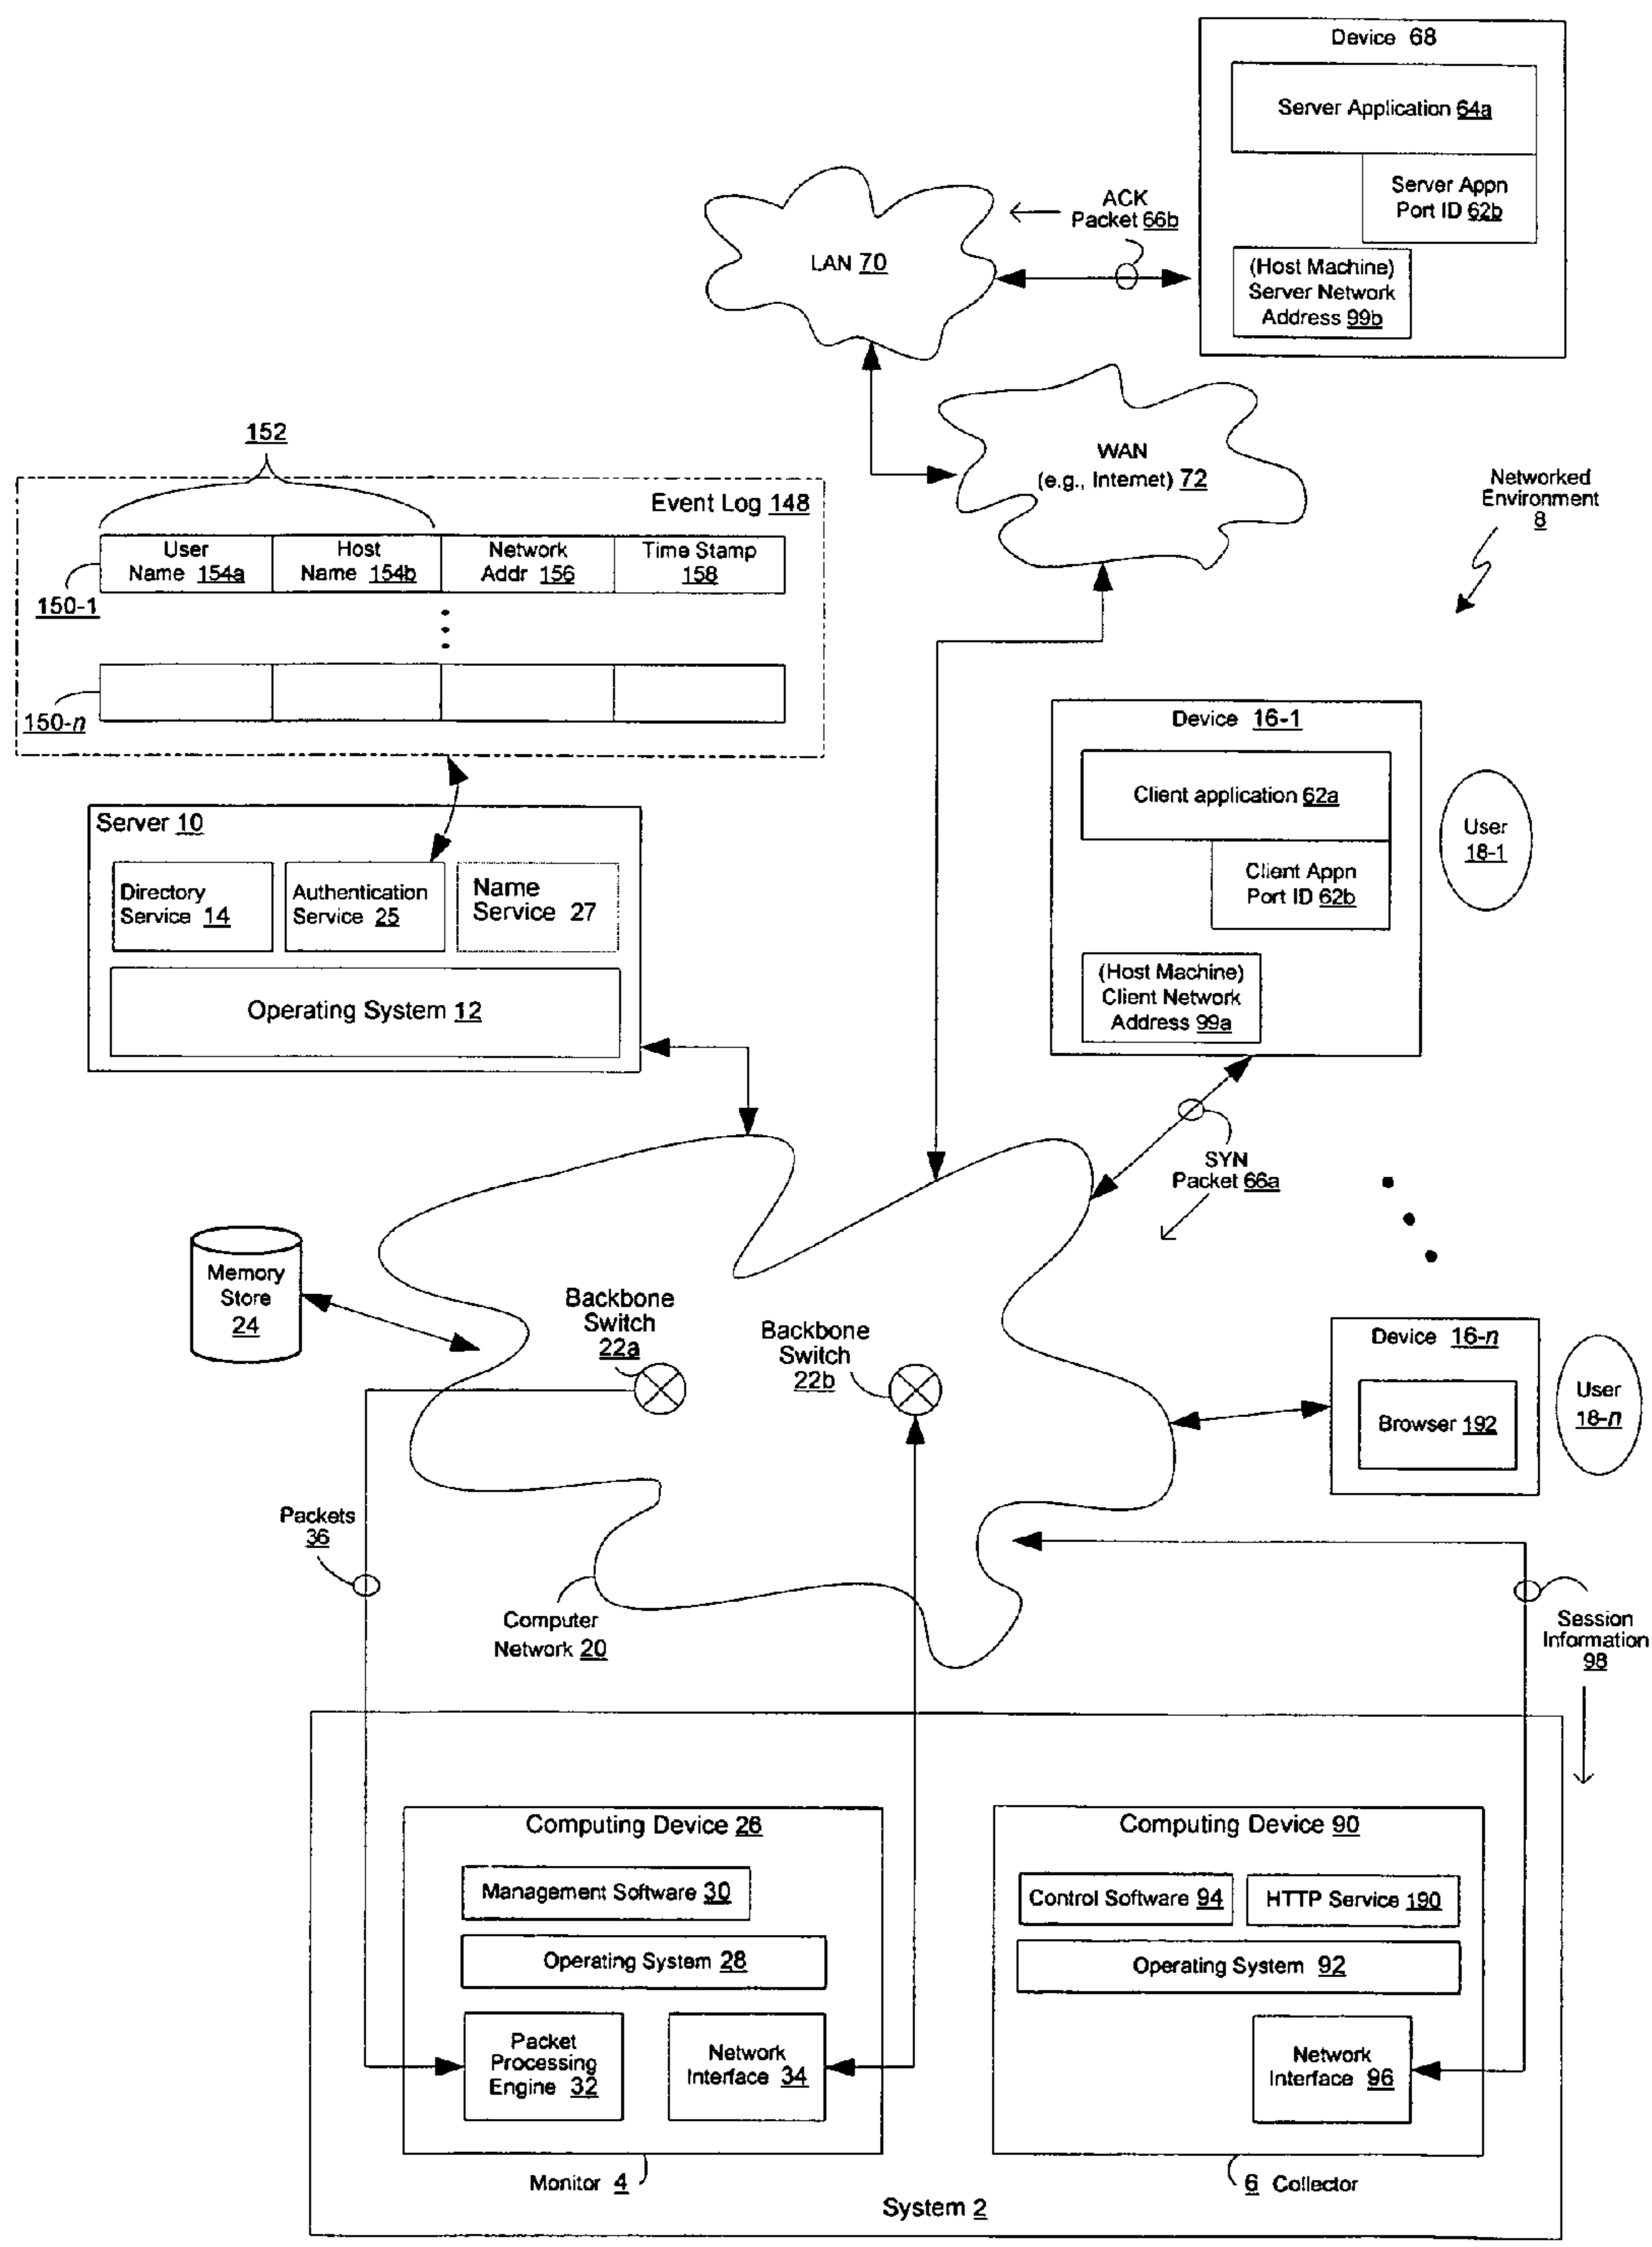 Device 68
Server Application 64a
Server Appn
Port ID 62b
(Host Machine)
Server Network
Address 99b
ACK
Packet 66b
LAN 70
WAN
(e.g., Internet) 72
Networked
Environment
8
152
Event Log 148
User
Name 154a
Host
Name 154b
Network
Addr 156
Time Stamp
158
150-1
150-n
Device 16-1
Client application 62a
Client Appn
Port ID 62b
(Host Machine)
Client Network
Address 99a
User
18-1
Server 10
Directory
Service 14
Authentication
Service 25
Name
Service 27
Operating System 12
SYN
Packet 66a
Memory
Store
24
Backbone
Switch
22a
Backbone
Switch
22b
Device 16-n
Browser 192
User
18-n
Packets
36
Computer
Network 20
Session
Information
98
Computing Device 26
Management Software 30
Operating System 28
Packet
Processing
Engine 32
Network
Interface 34
Monitor 4
Computing Device 90
Control Software 94
HTTP Service 190
Operating System 92
Network
Interface 96
6 Collector
System 2